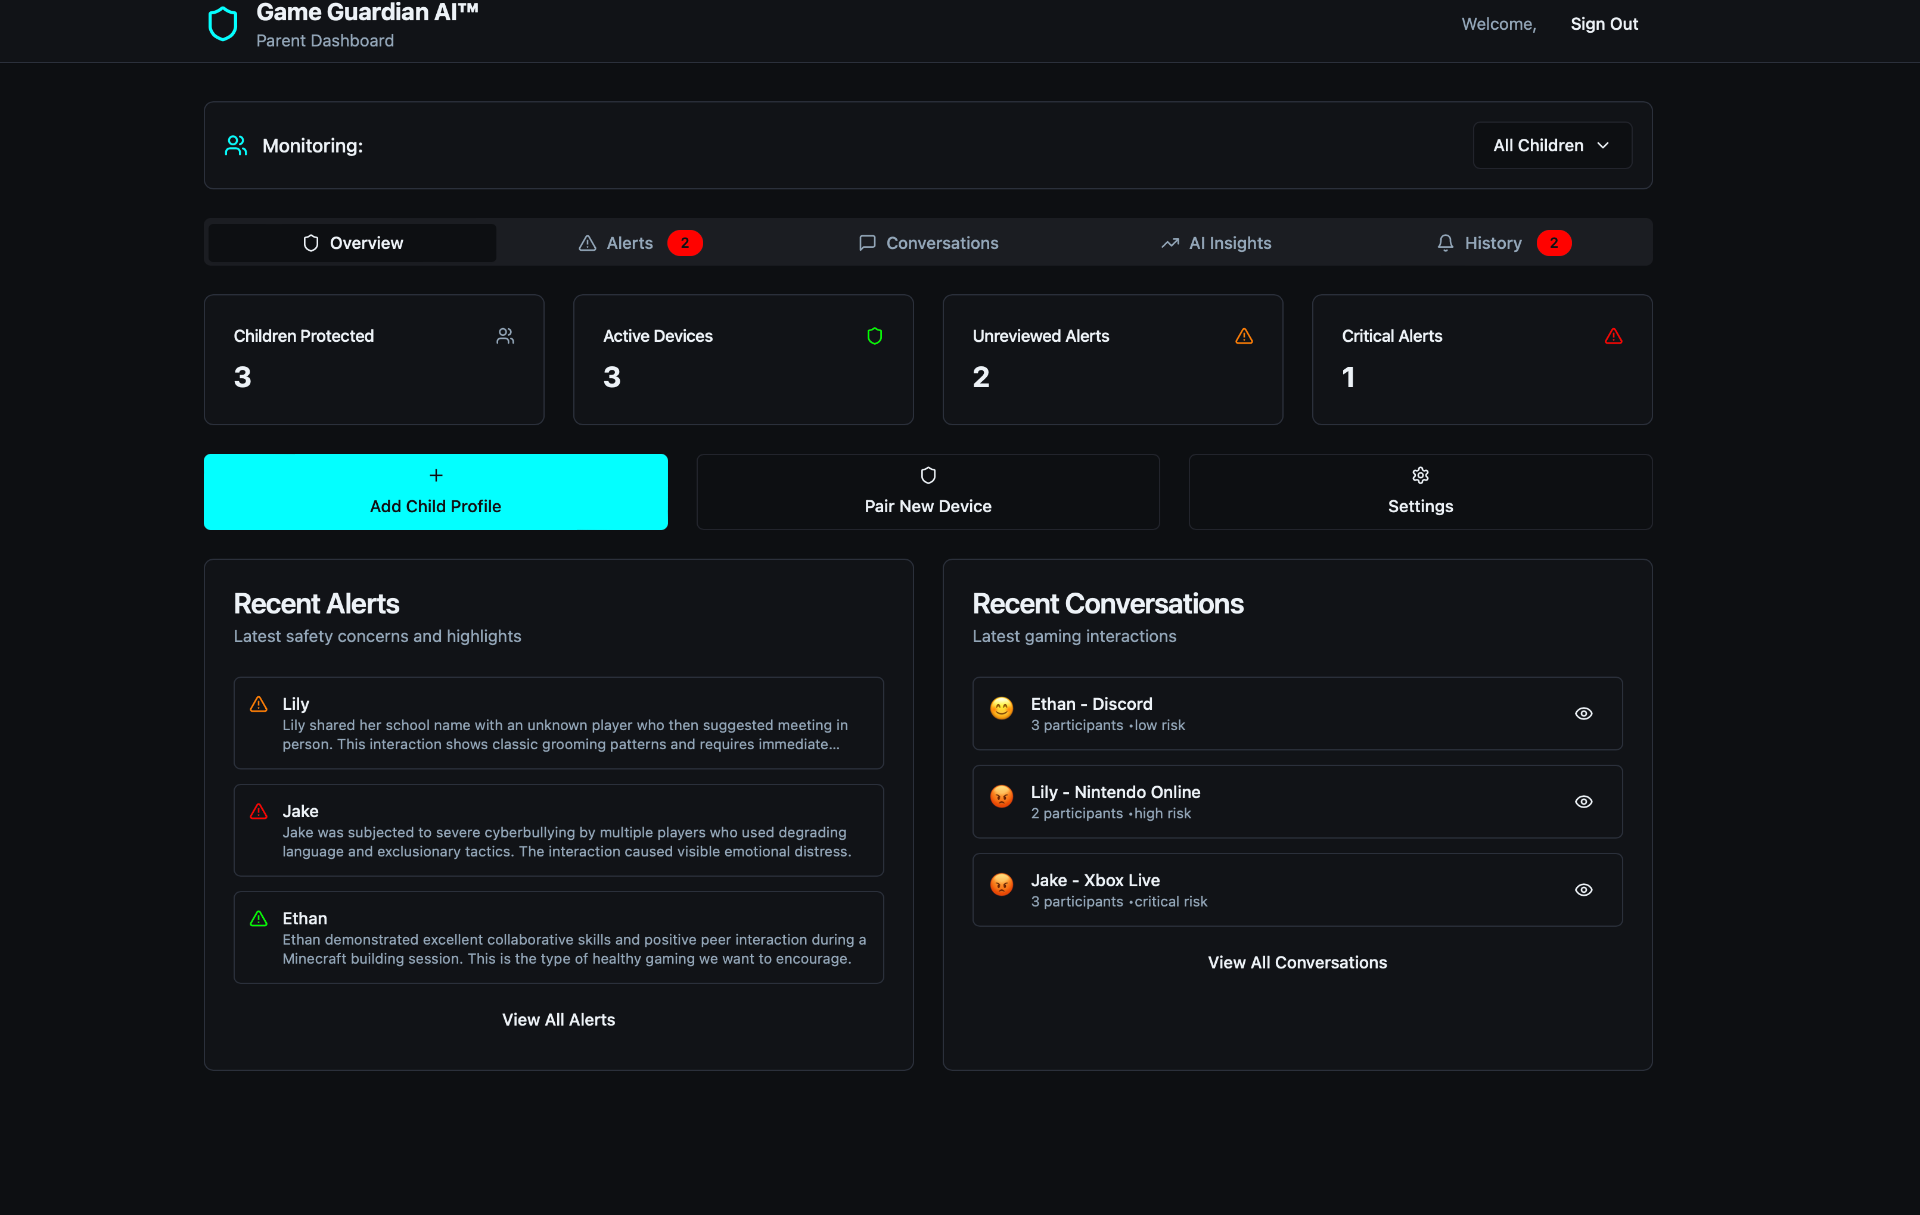 Game Guardian AI™
Parent Dashboard
Welcome,
Sign Out
Monitoring:
All Children
Overview
Alerts
2
Conversations
AI Insights
History
2
Children Protected
3
Active Devices
3
Unreviewed Alerts
2
Critical Alerts
1
Add Child Profile
Pair New Device
Settings
Recent Alerts
Latest safety concerns and highlights
Lily
Lily shared her school name with an unknown player who then suggested meeting in
person. This interaction shows classic grooming patterns and requires immediate...
Jake
Jake was subjected to severe cyberbullying by multiple players who used degrading
language and exclusionary tactics. The interaction caused visible emotional distress.
Ethan
Ethan demonstrated excellent collaborative skills and positive peer interaction during a
Minecraft building session. This is the type of healthy gaming we want to encourage.
View All Alerts
Recent Conversations
Latest gaming interactions
Ethan - Discord
3 participants •low risk
Lily - Nintendo Online
2 participants •high risk
Jake - Xbox Live
3 participants •critical risk
View All Conversations